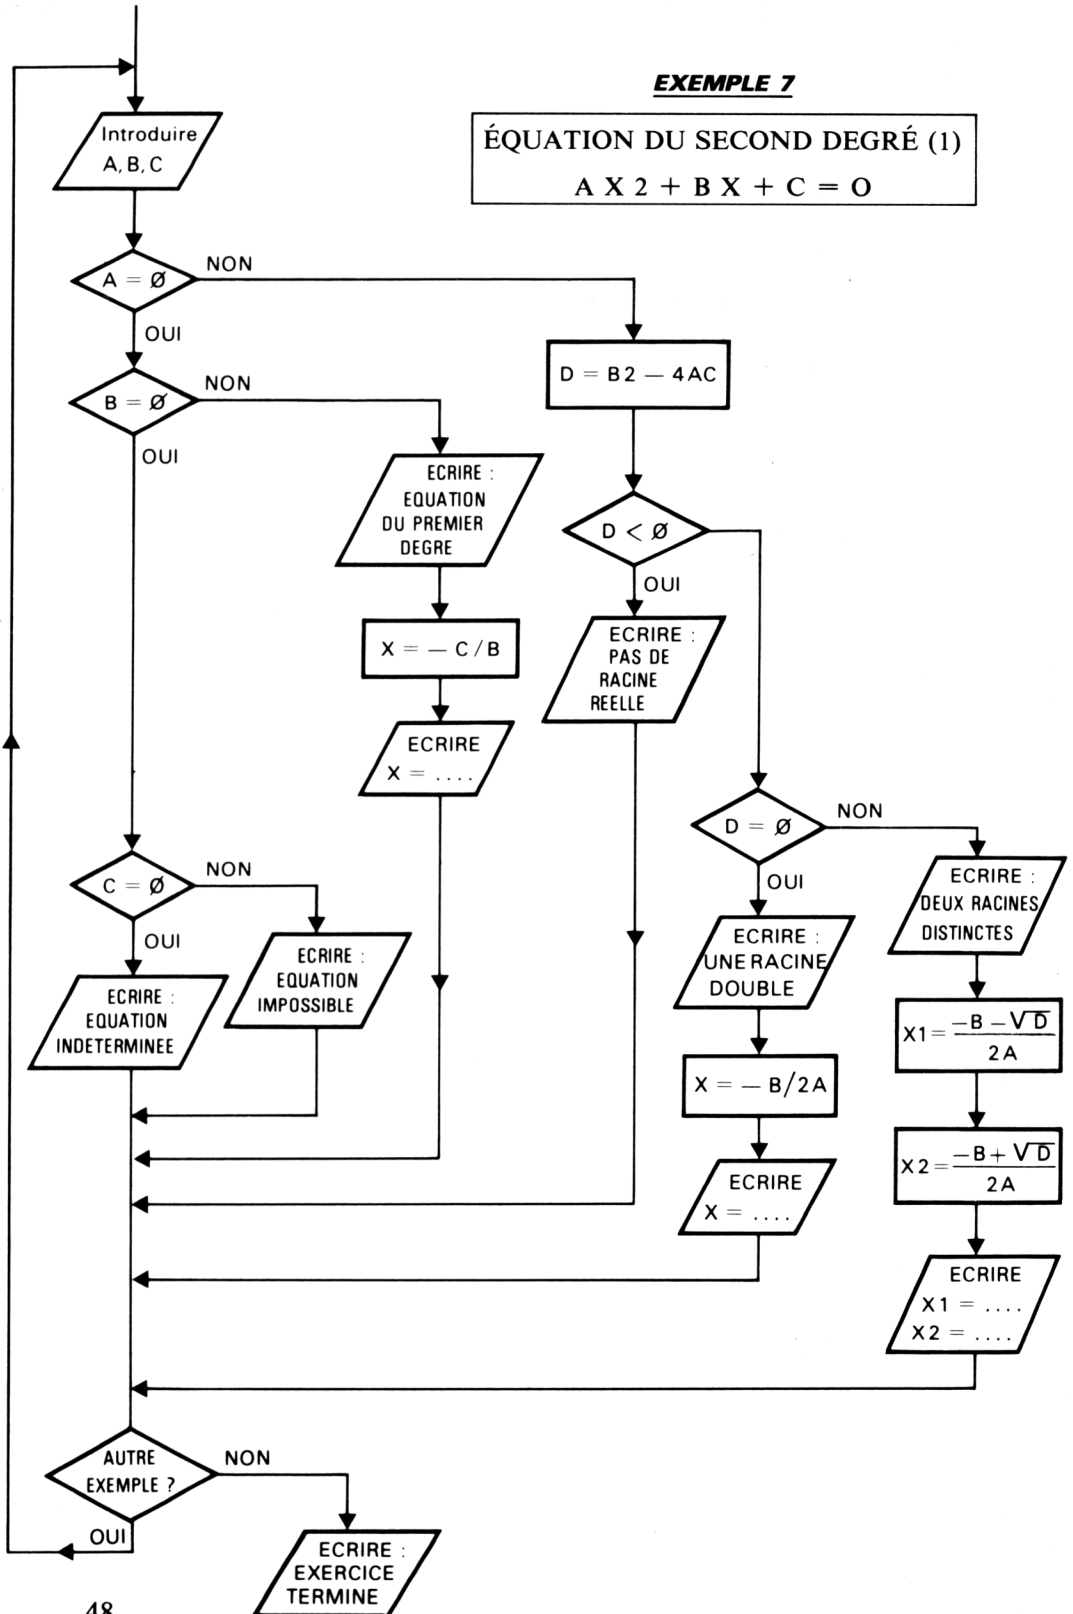 EXEMPLE 7
ÉQUATION DU SECOND DEGRÉ (1)
A X 2 + B X + C = O
Introduire
A, B, C
A = Ø
NON
OUI
D = B2 — 4AC
B = Ø
NON
OUI
ECRIRE :
EQUATION
DU PREMIER
DEGRE
X = — C/B
ECRIRE
X = ....
D < Ø
OUI
ECRIRE :
PAS DE
RACINE
REELLE
D = Ø
NON
OUI
ECRIRE :
UNE RACINE
DOUBLE
X = — B/2A
ECRIRE
X = ....
ECRIRE :
DEUX RACINES
DISTINCTES
X1 = —B — √D
2A
X2 = —B + √D
2A
ECRIRE
X1 = ....
X2 = ....
C = Ø
NON
OUI
ECRIRE :
EQUATION
IMPOSSIBLE
ECRIRE :
EQUATION
INDETERMINEE
AUTRE
EXEMPLE ?
NON
OUI
ECRIRE :
EXERCICE
TERMINE
48